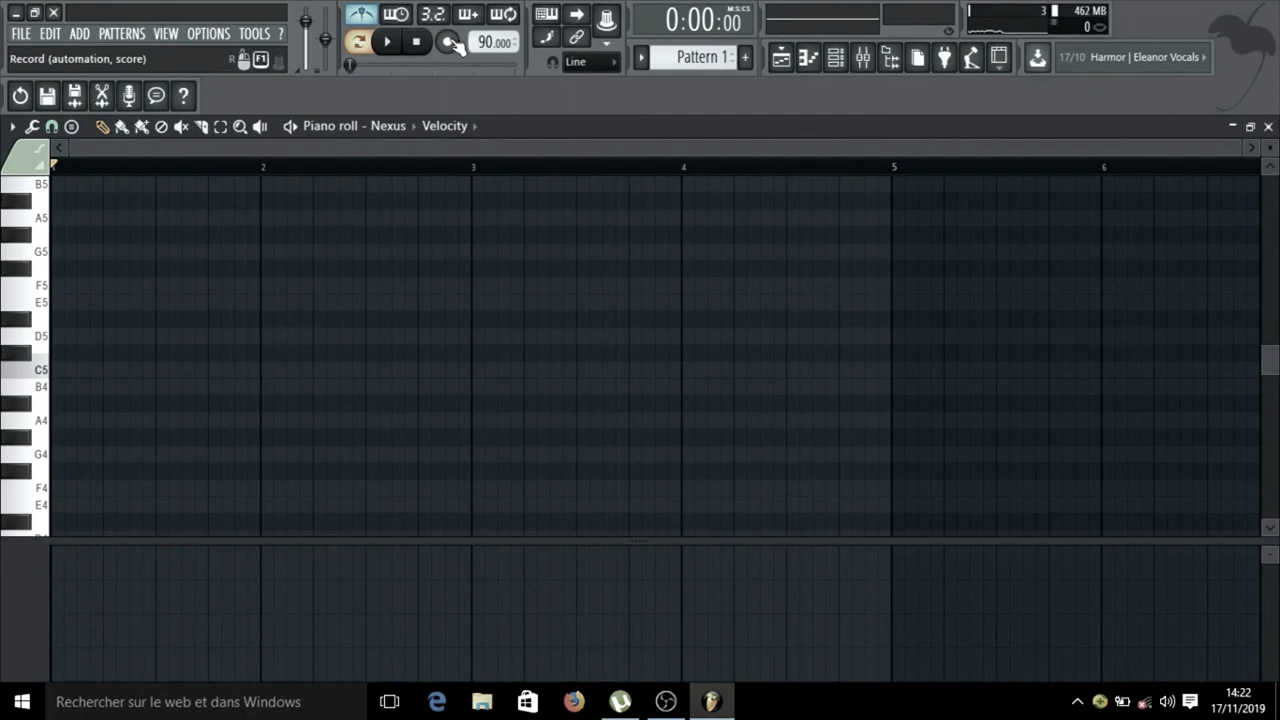 3.2.
0:00:00
M:S:CS
3
462 MB
0
FILE EDIT ADD PATTERNS VIEW OPTIONS TOOLS ?
90.000
Record (automation, score)
F1
Line
Pattern 1
17/10 Harmor | Eleanor Vocals
?
Piano roll - Nexus
Velocity
2
3
4
5
6
B5
A5
G5
F5
E5
D5
C5
B4
A4
G4
F4
E4
Rechercher sur le web et dans Windows
14:22
17/11/2019